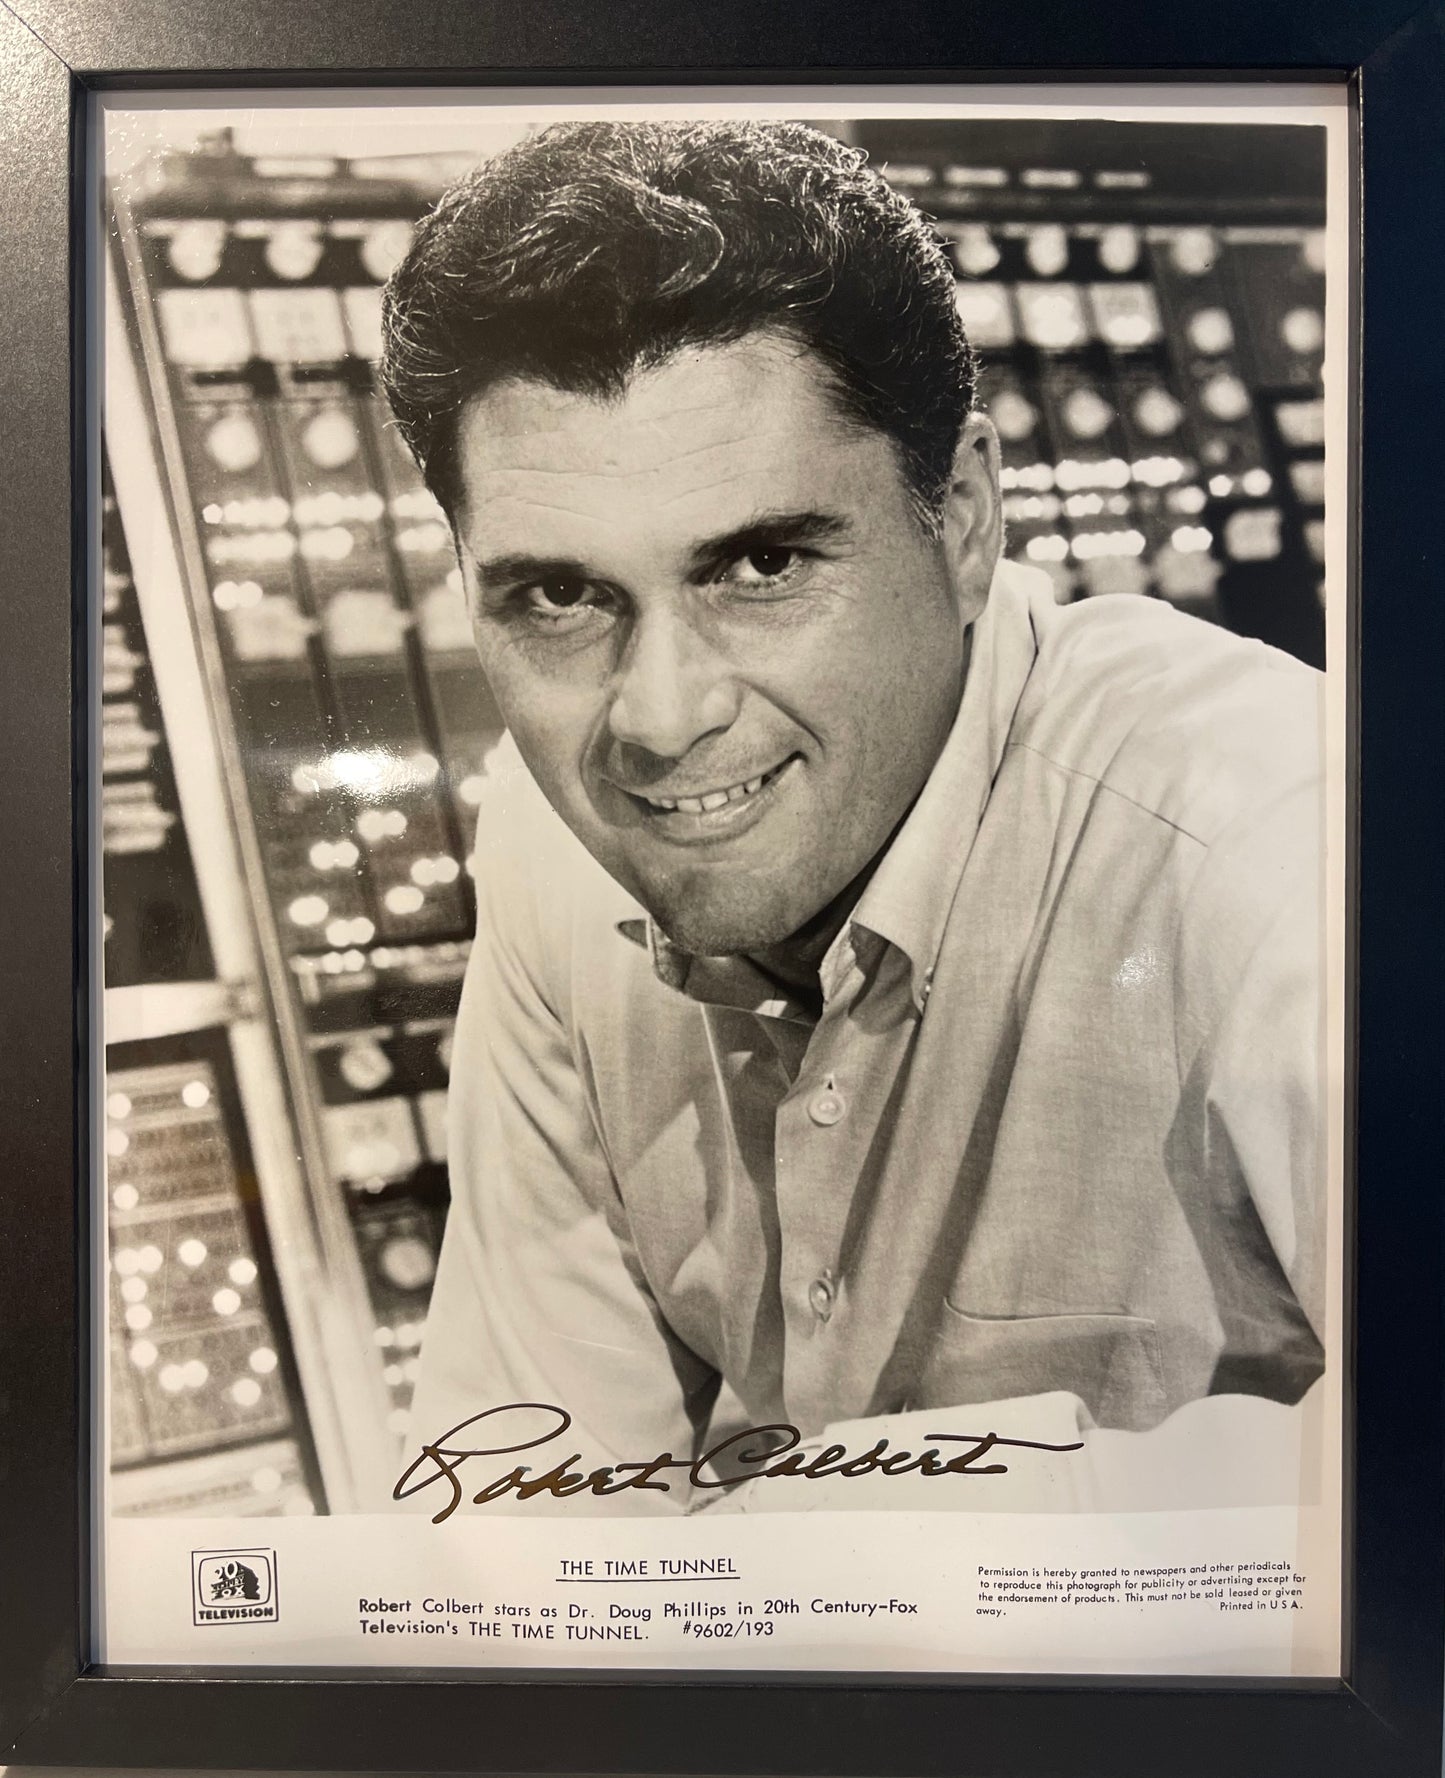 Robert Colbert
20
CENTURY
FOX
TELEVISION
THE TIME TUNNEL
Robert Colbert stars as Dr. Doug Phillips in 20th Century-Fox
Television's THE TIME TUNNEL. #9602/193
Permission is hereby granted to newspapers and other periodicals
to reproduce this photograph for publicity or advertising except for
the endorsement of products. This must not be sold leased or given
away. Printed in U S A.